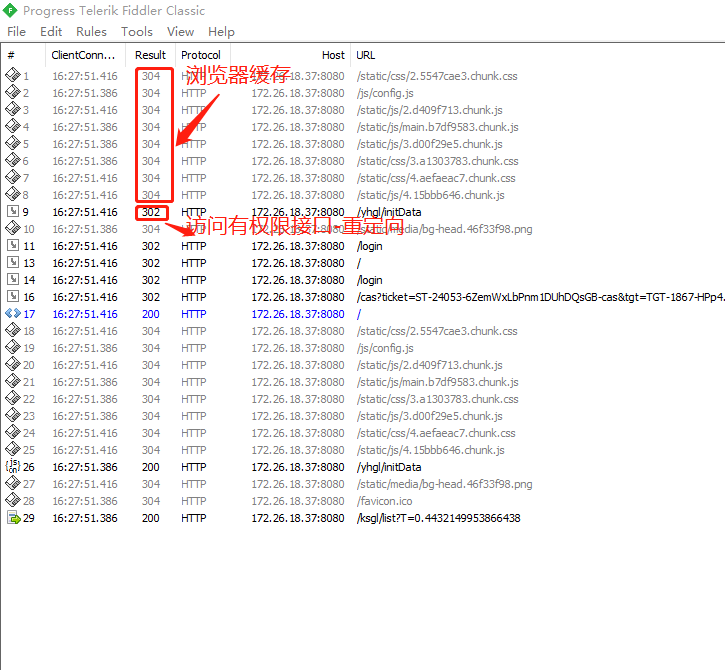 Progress Telerik Fiddler Classic
File Edit Rules Tools View Help
# ClientConn... Result Protocol Host URL
1 16:27:51.416 304 HTTP 172.26.18.37:8080 /static/css/2.5547cae3.chunk.css
浏览器缓存
2 16:27:51.386 304 HTTP 172.26.18.37:8080 /js/config.js
3 16:27:51.416 304 HTTP 172.26.18.37:8080 /static/js/2.d409f713.chunk.js
4 16:27:51.416 304 HTTP 172.26.18.37:8080 /static/js/main.b7df9583.chunk.js
5 16:27:51.416 304 HTTP 172.26.18.37:8080 /static/js/3.d00f29e5.chunk.js
6 16:27:51.416 304 HTTP 172.26.18.37:8080 /static/css/3.a1303783.chunk.css
7 16:27:51.416 304 HTTP 172.26.18.37:8080 /static/css/4.aefaeac7.chunk.css
8 16:27:51.416 304 HTTP 172.26.18.37:8080 /static/js/4.15bbb646.chunk.js
9 16:27:51.416 302 HTTP 172.26.18.37:8080 /yhgl/initData
访问有权限接口-重定向
10 16:27:51.386 304 HTTP 172.26.18.37:8080 /static/media/bg-head.46f33f98.png
11 16:27:51.416 302 HTTP 172.26.18.37:8080 /login
13 16:27:51.416 302 HTTP 172.26.18.37:8080 /
14 16:27:51.416 302 HTTP 172.26.18.37:8080 /login
16 16:27:51.416 302 HTTP 172.26.18.37:8080 /cas?ticket=ST-24053-6ZemWxLbPnm1DUhDQsGB-cas&tgt=TGT-1867-HPp4.
17 16:27:51.416 200 HTTP 172.26.18.37:8080 /
18 16:27:51.416 304 HTTP 172.26.18.37:8080 /static/css/2.5547cae3.chunk.css
19 16:27:51.386 304 HTTP 172.26.18.37:8080 /js/config.js
20 16:27:51.416 304 HTTP 172.26.18.37:8080 /static/js/2.d409f713.chunk.js
21 16:27:51.386 304 HTTP 172.26.18.37:8080 /static/js/main.b7df9583.chunk.js
22 16:27:51.386 304 HTTP 172.26.18.37:8080 /static/css/3.a1303783.chunk.css
23 16:27:51.416 304 HTTP 172.26.18.37:8080 /static/js/3.d00f29e5.chunk.js
24 16:27:51.386 304 HTTP 172.26.18.37:8080 /static/css/4.aefaeac7.chunk.css
25 16:27:51.416 304 HTTP 172.26.18.37:8080 /static/js/4.15bbb646.chunk.js
26 16:27:51.386 200 HTTP 172.26.18.37:8080 /yhgl/initData
27 16:27:51.416 304 HTTP 172.26.18.37:8080 /static/media/bg-head.46f33f98.png
28 16:27:51.386 304 HTTP 172.26.18.37:8080 /favicon.ico
29 16:27:51.386 200 HTTP 172.26.18.37:8080 /ksgl/list?T=0.4432149953866438